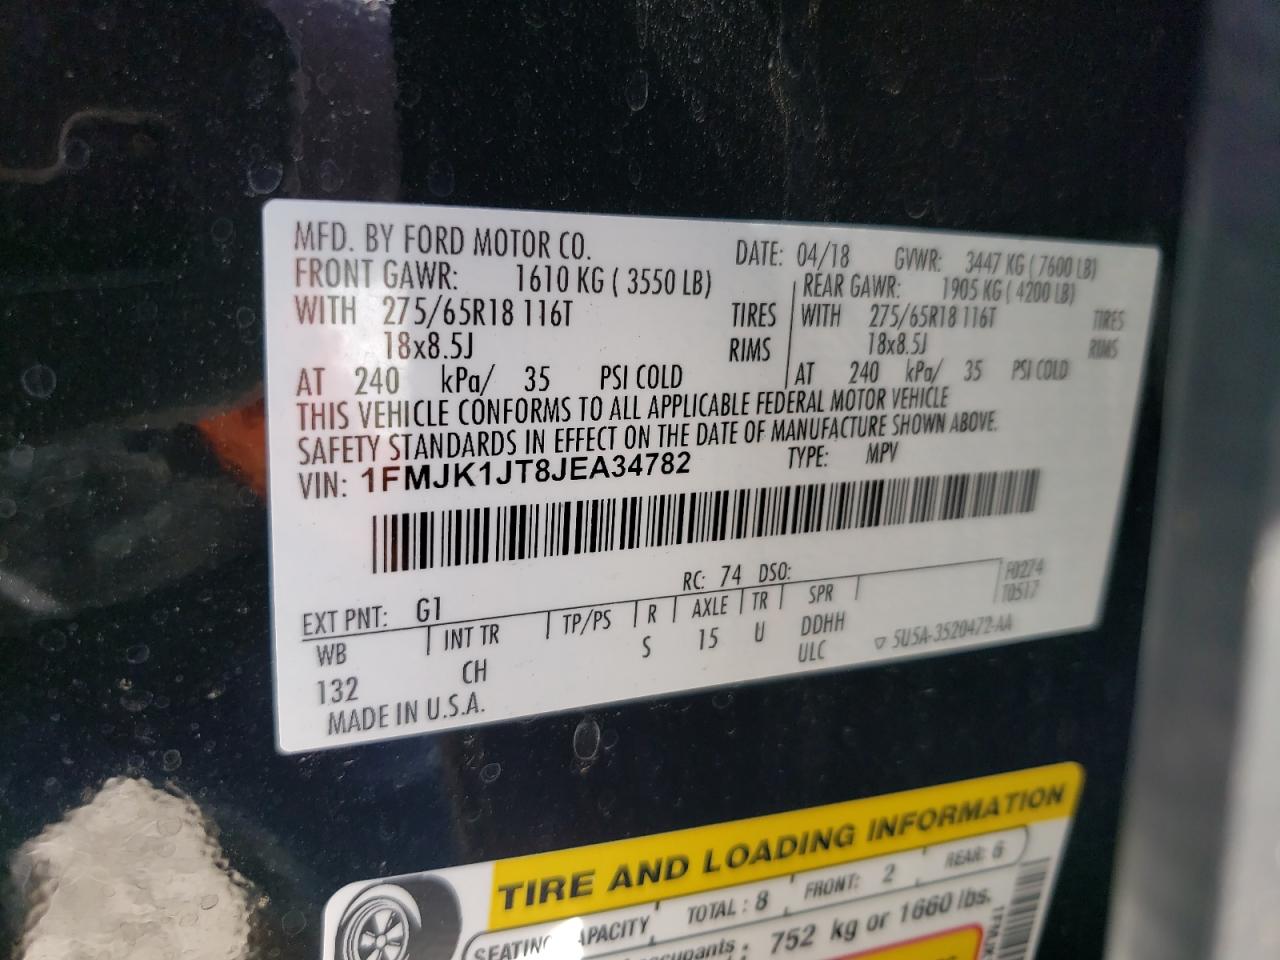 MFD. BY FORD MOTOR CO. DATE: 04/18 GVWR: 3447 KG ( 7600 LB)
FRONT GAWR: 1610 KG ( 3550 LB) REAR GAWR: 1905 KG ( 4200 LB)
WITH 275/65R18 116T TIRES WITH 275/65R18 116T TIRES
18x8.5J RIMS 18x8.5J RIMS
AT 240 kPa/ 35 PSI COLD AT 240 kPa/ 35 PSI COLD
THIS VEHICLE CONFORMS TO ALL APPLICABLE FEDERAL MOTOR VEHICLE
SAFETY STANDARDS IN EFFECT ON THE DATE OF MANUFACTURE SHOWN ABOVE.
VIN: 1FMJK1JT8JEA34782 TYPE: MPV
EXT PNT: G1 RC: 74 DSO: F0274
WB INT TR TP/PS R AXLE TR SPR T0517
132 CH S 15 U DDHH
ULC 5U5A-3520472-AA
MADE IN U.S.A.
TIRE AND LOADING INFORMATION
SEATING CAPACITY TOTAL : 8 FRONT: 2 REAR: 6
752 kg or 1660 lbs.